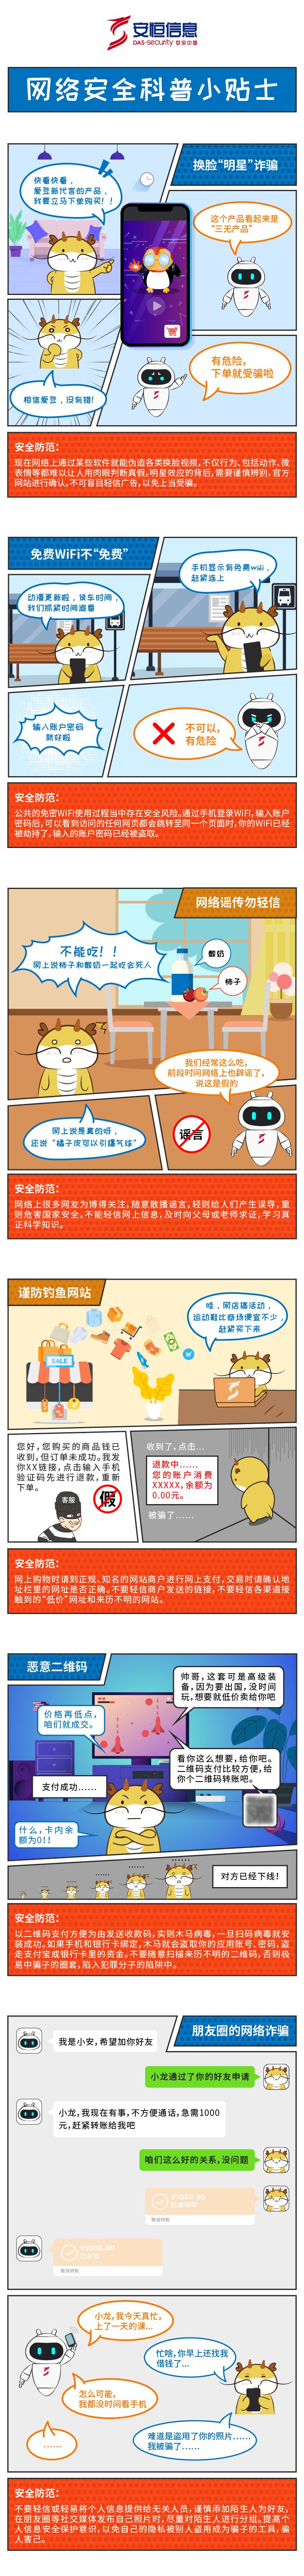 安恒信息
DAS-security 安全中国
网络安全科普小贴士
换脸“明星”诈骗
快看快看，
爱豆新代言的产品，
我要立马下单购买！！
这个产品看起来是
“三无产品”
相信爱豆，没有错!
有危险，
下单就受骗啦
安全防范：
现在网络上通过某些软件就能伪造各类换脸视频，不仅行为、包括动作、微
表情等都难以让人用肉眼判断真假。明星效应的背后，需要谨慎辨别，官方
网站进行确认，不可盲目轻信广告，以免上当受骗。
免费WiFi不“免费”
动漫更新啦，侯车时间，
我们抓紧时间追番
手机显示有免费WiFi，
赶紧连上
输入账户密码
就好啦
不可以，
有危险
安全防范：
公共的免密WiFi使用过程当中存在安全风险。通过手机登录WiFi，输入账户
密码后，可以看到访问的任何网页都会跳转至同一个页面时，你的WiFi已经
被劫持了，输入的账户密码已经被盗取。
网络谣传勿轻信
不能吃！！
网上说柿子和酸奶一起吃会死人
酸奶
柿子
我们经常这么吃，
前段时间网络上也辟谣了，
说这是假的
网上说是真的呀，
还说“橘子皮可以引爆气球”
谣言
安全防范：
网络上很多网友为博得关注，随意散播谣言，轻则给人们产生误导，重
则危害国家安全。不能轻信网上信息，及时向父母或老师求证，学习真
正科学知识。
谨防钓鱼网站
哇，网店搞活动，
运动鞋比商场便宜不少，
赶紧买下来
SALE
您好，您购买的商品钱已
收到，但订单未成功。我发
你XX链接，点击输入手机
验证码先进行退款，重新
下单。
客服
假
收到了，点击...
退款中......
您的账户消费
XXXXX，余额为
0.00元。
被骗了......
安全防范：
网上购物时请到正规、知名的网站商户进行网上支付，交易时请确认地
址栏里的网址是否正确。不要轻信商户发送的链接，不要轻信各渠道接
触到的“低价”网址和来历不明的网站。
恶意二维码
帅哥，这套可是高级装
备，因为要出国，没时间
玩，想要就低价卖给你吧
价格再低点，
咱们就成交。
看你这么想要，给你吧。
二维码支付比较方便，给
你个二维码转账吧。
支付成功......
什么，卡内余
额为0！！
对方已经下线！
安全防范：
以二维码支付方便为由发送收款码，实则木马病毒，一旦扫码病毒就安
装成功。如果手机和银行卡绑定，木马就会盗取你的应用账号、密码，盗
走支付宝或银行卡里的资金。不要随意扫描来历不明的二维码，否则极
易中骗子的圈套，陷入犯罪分子的陷阱中。
朋友圈的网络诈骗
我是小安，希望加你好友
小龙通过了你的好友申请
小龙，我现在有事，不方便通话，急需1000
元，赶紧转账给我吧
咱们这么好的关系，没问题
¥1000.00
微信转账
¥1000.00
微信转账
小龙，我今天真忙，
上了一天的课...
忙啥，你早上还找我
借钱了...
怎么可能，
我都没时间看手机
......
难道是盗用了你的照片......
我被骗了......
安全防范：
不要轻信或轻易将个人信息提供给无关人员，谨慎添加陌生人为好友，
在朋友圈等社交媒体发布自己照片时，尽量对陌生人进行分组。提高个
人信息安全保护意识，以免自己的隐私被别人盗用成为骗子的工具，骗
人害己。